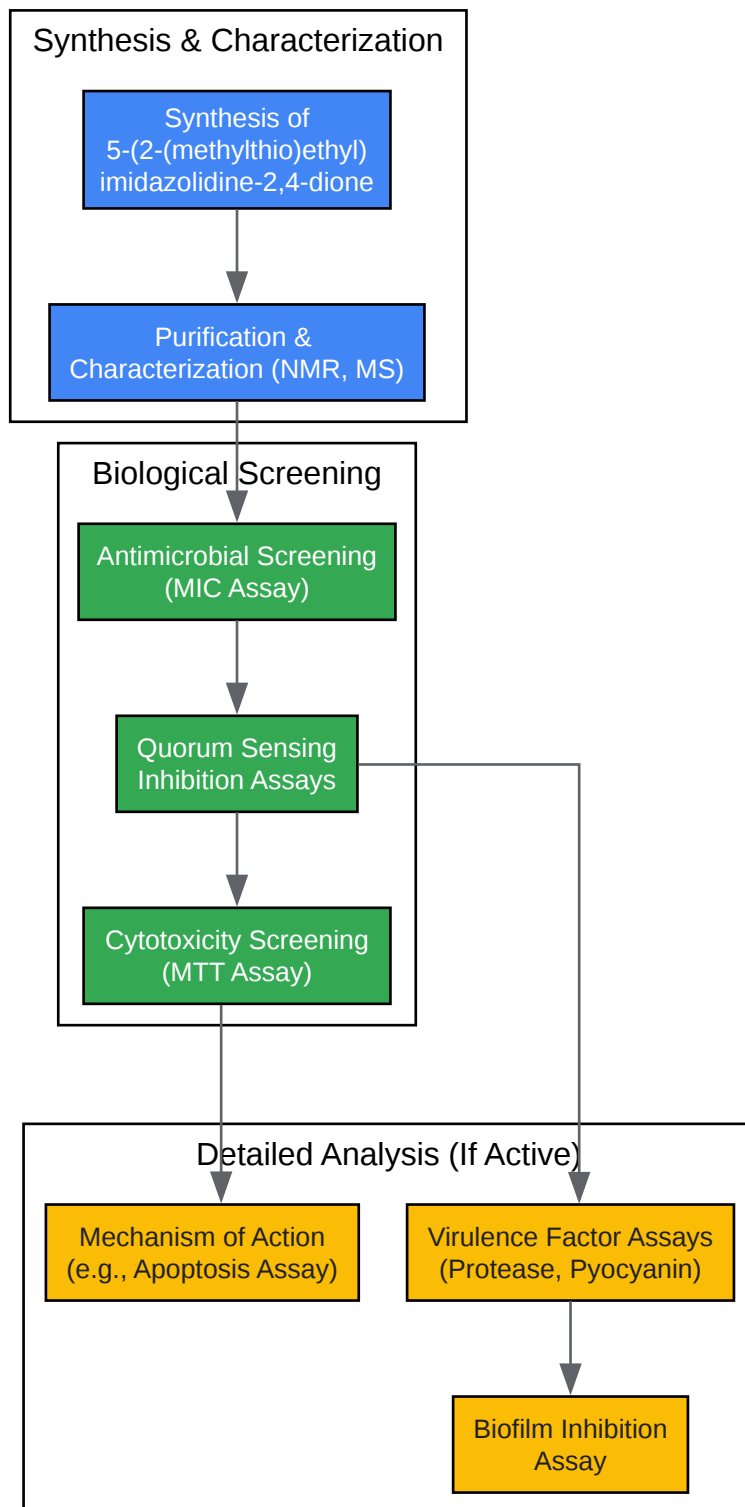 Synthesis & Characterization
Synthesis of
5-(2-(methylthio)ethyl)
imidazolidine-2,4-dione
Purification &
Characterization (NMR, MS)
Biological Screening
Antimicrobial Screening
(MIC Assay)
Quorum Sensing
Inhibition Assays
Cytotoxicity Screening
(MTT Assay)
Detailed Analysis (If Active)
Mechanism of Action
(e.g., Apoptosis Assay)
Virulence Factor Assays
(Protease, Pyocyanin)
Biofilm Inhibition
Assay